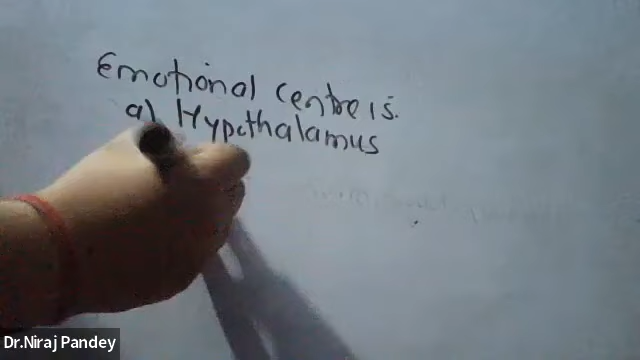 Emotional centre is.
a) Hypothalamus
Dr.Niraj Pandey